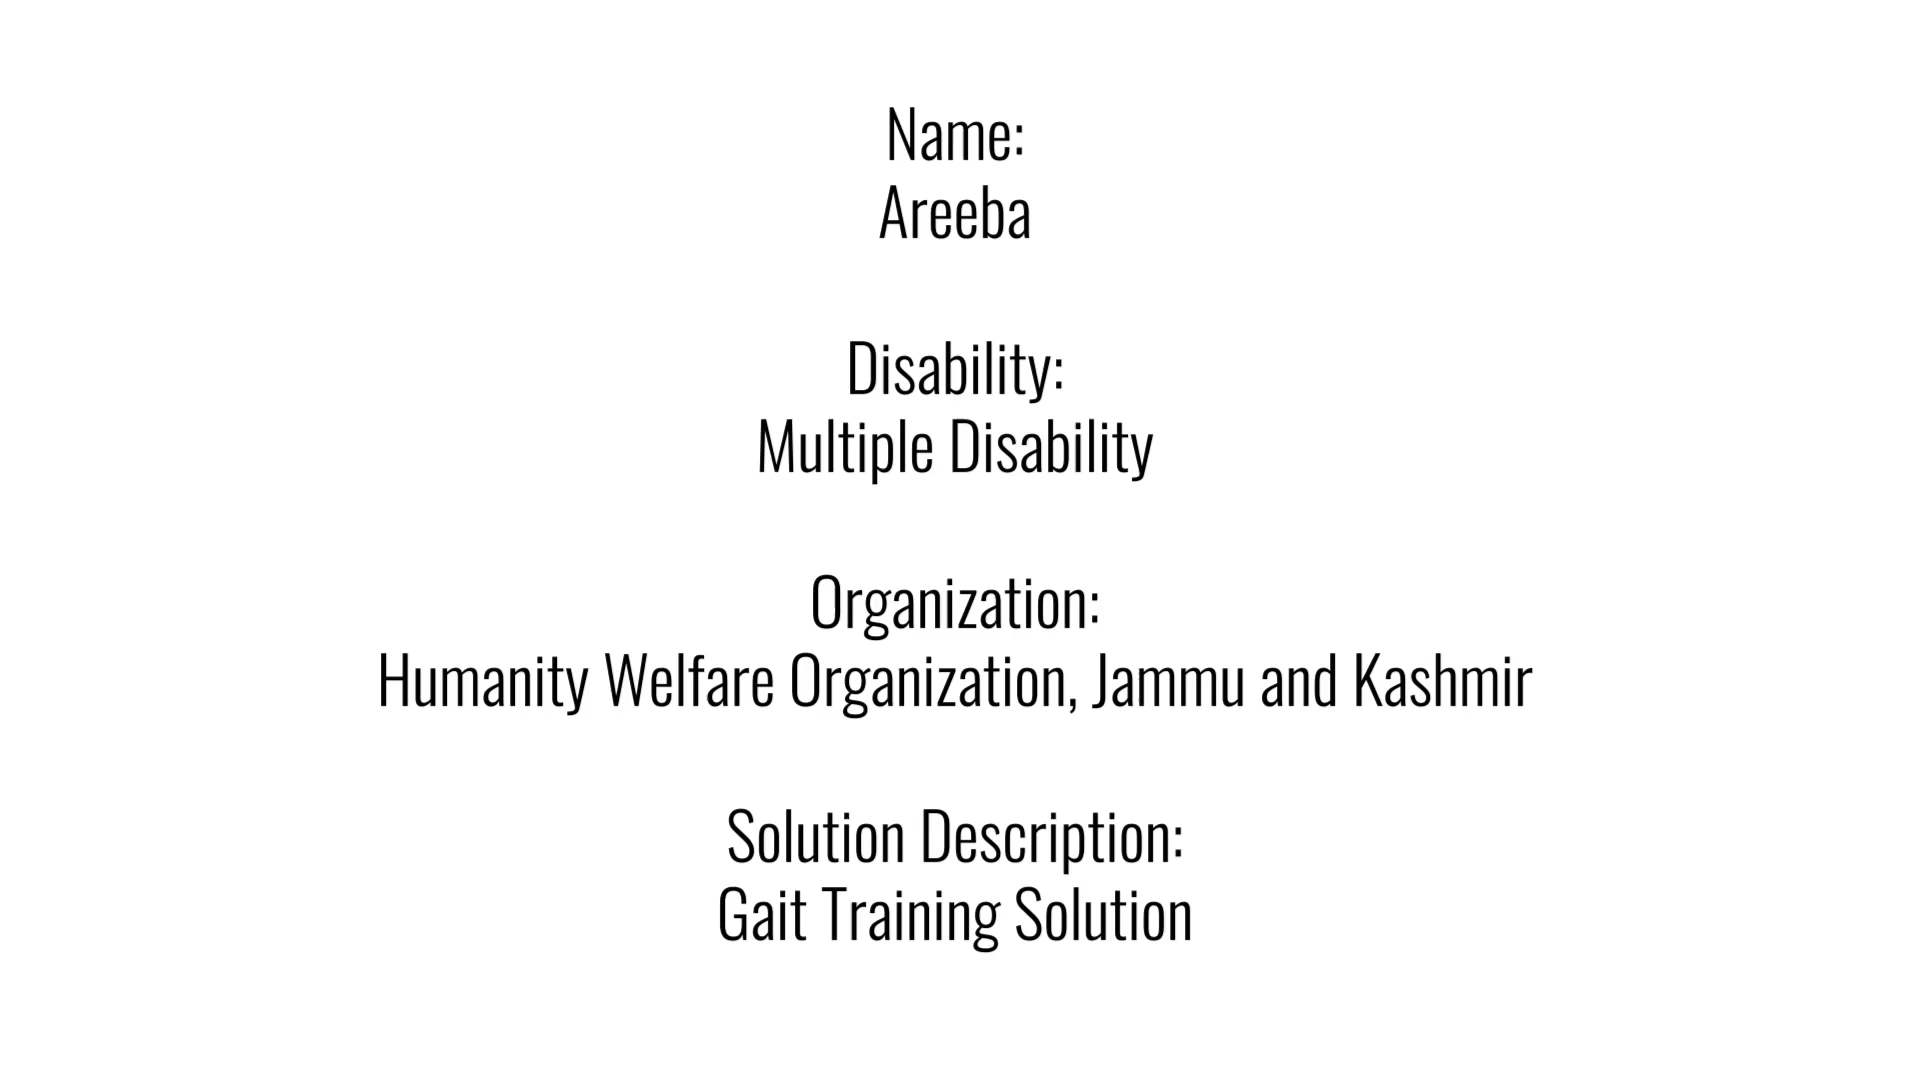 Name:
Areeba
Disability:
Multiple Disability
Organization:
Humanity Welfare Organization, Jammu and Kashmir
Solution Description:
Gait Training Solution